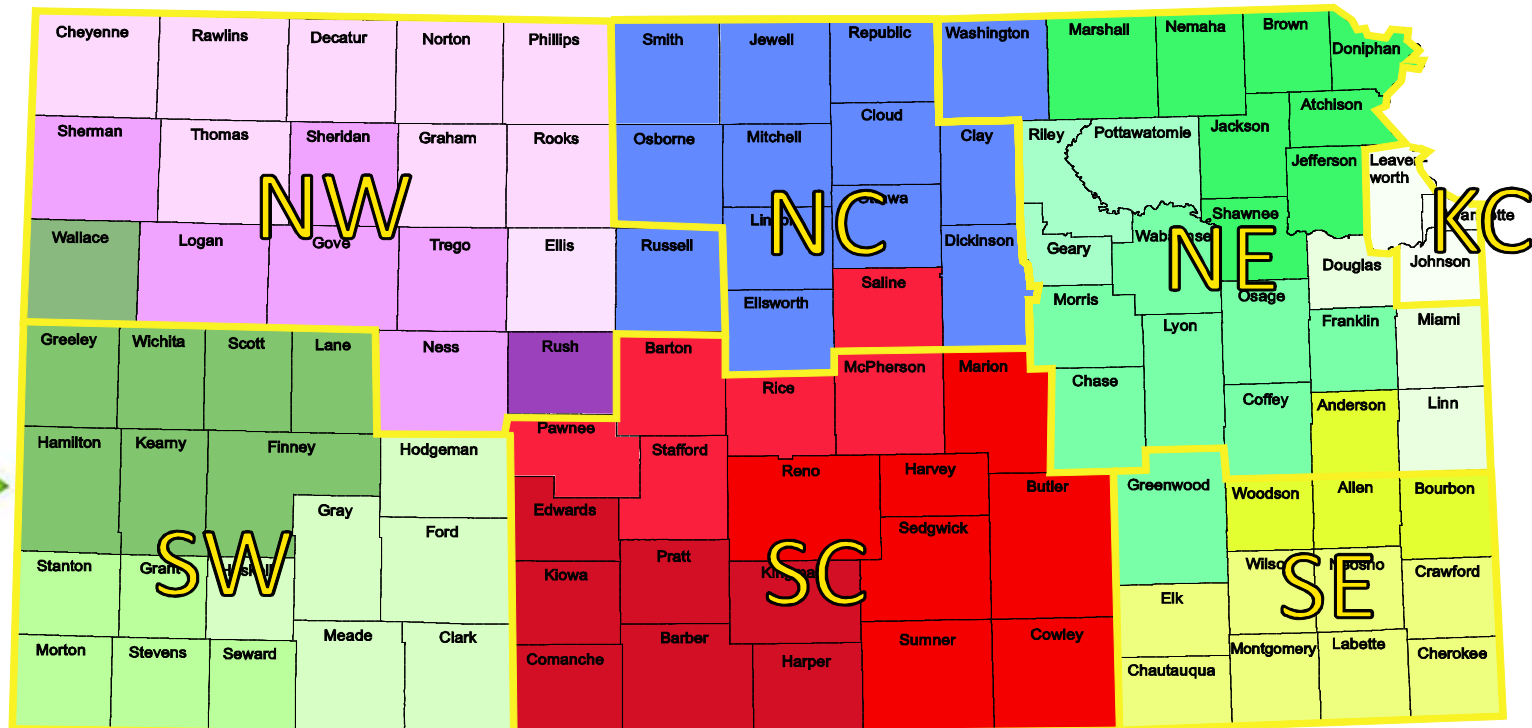 Cheyenne
Rawlins
Decatur
Norton
Phillips
Smith
Jewell
Republic
Washington
Marshall
Nemaha
Brown
Doniphan
Sherman
Thomas
Sheridan
Graham
Rooks
Osborne
Mitchell
Cloud
Clay
Riley
Pottawatomie
Jackson
Atchison
Jefferson
Leaven-
worth
NW
NC
NE
KC
Wallace
Logan
Gove
Trego
Ellis
Russell
Dickinson
Geary
Shawnee
Douglas
Johnson
Ellsworth
Saline
Morris
Osage
Greeley
Wichita
Scott
Lane
Ness
Rush
Barton
Rice
McPherson
Marion
Chase
Lyon
Franklin
Miami
Coffey
Anderson
Linn
Hamilton
Kearny
Finney
Hodgeman
Pawnee
Stafford
Reno
Harvey
Butler
Greenwood
Woodson
Allen
Bourbon
Gray
Ford
Edwards
Sedgwick
SW
SC
SE
Stanton
Grant
Kiowa
Pratt
Elk
Crawford
Morton
Stevens
Seward
Meade
Clark
Comanche
Barber
Harper
Sumner
Cowley
Chautauqua
Montgomery
Labette
Cherokee